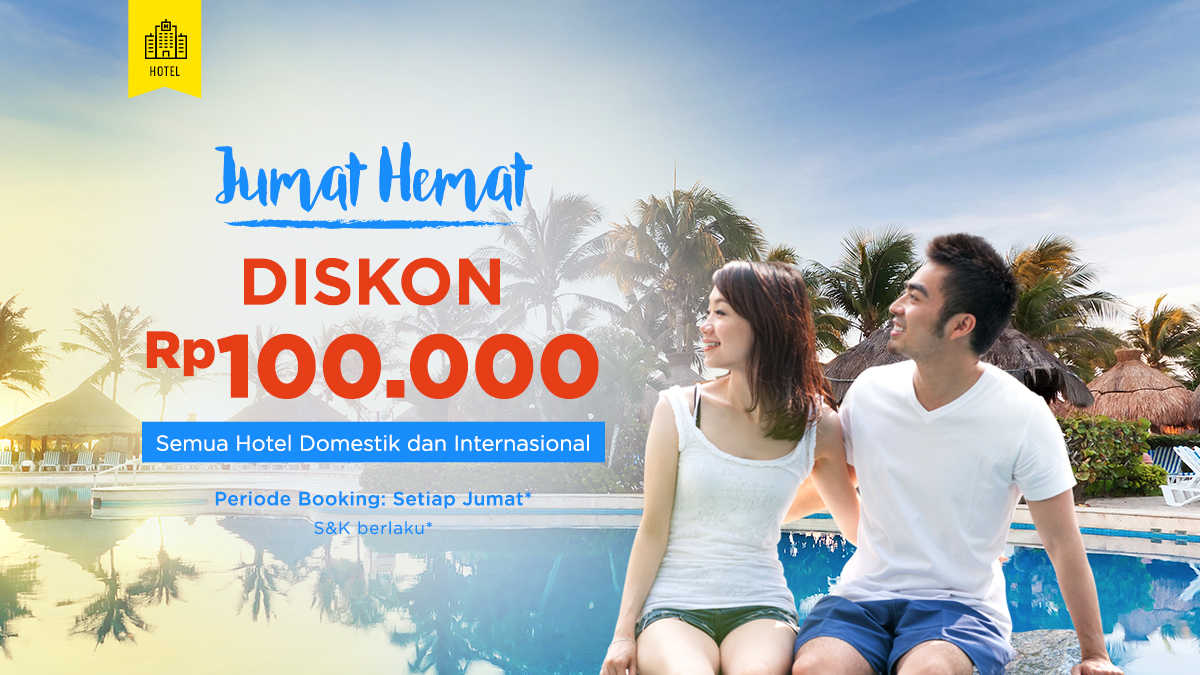 HOTEL
Jumat Hemat
DISKON
Rp100.000
Semua Hotel Domestik dan Internasional
Periode Booking: Setiap Jumat*
S&K berlaku*